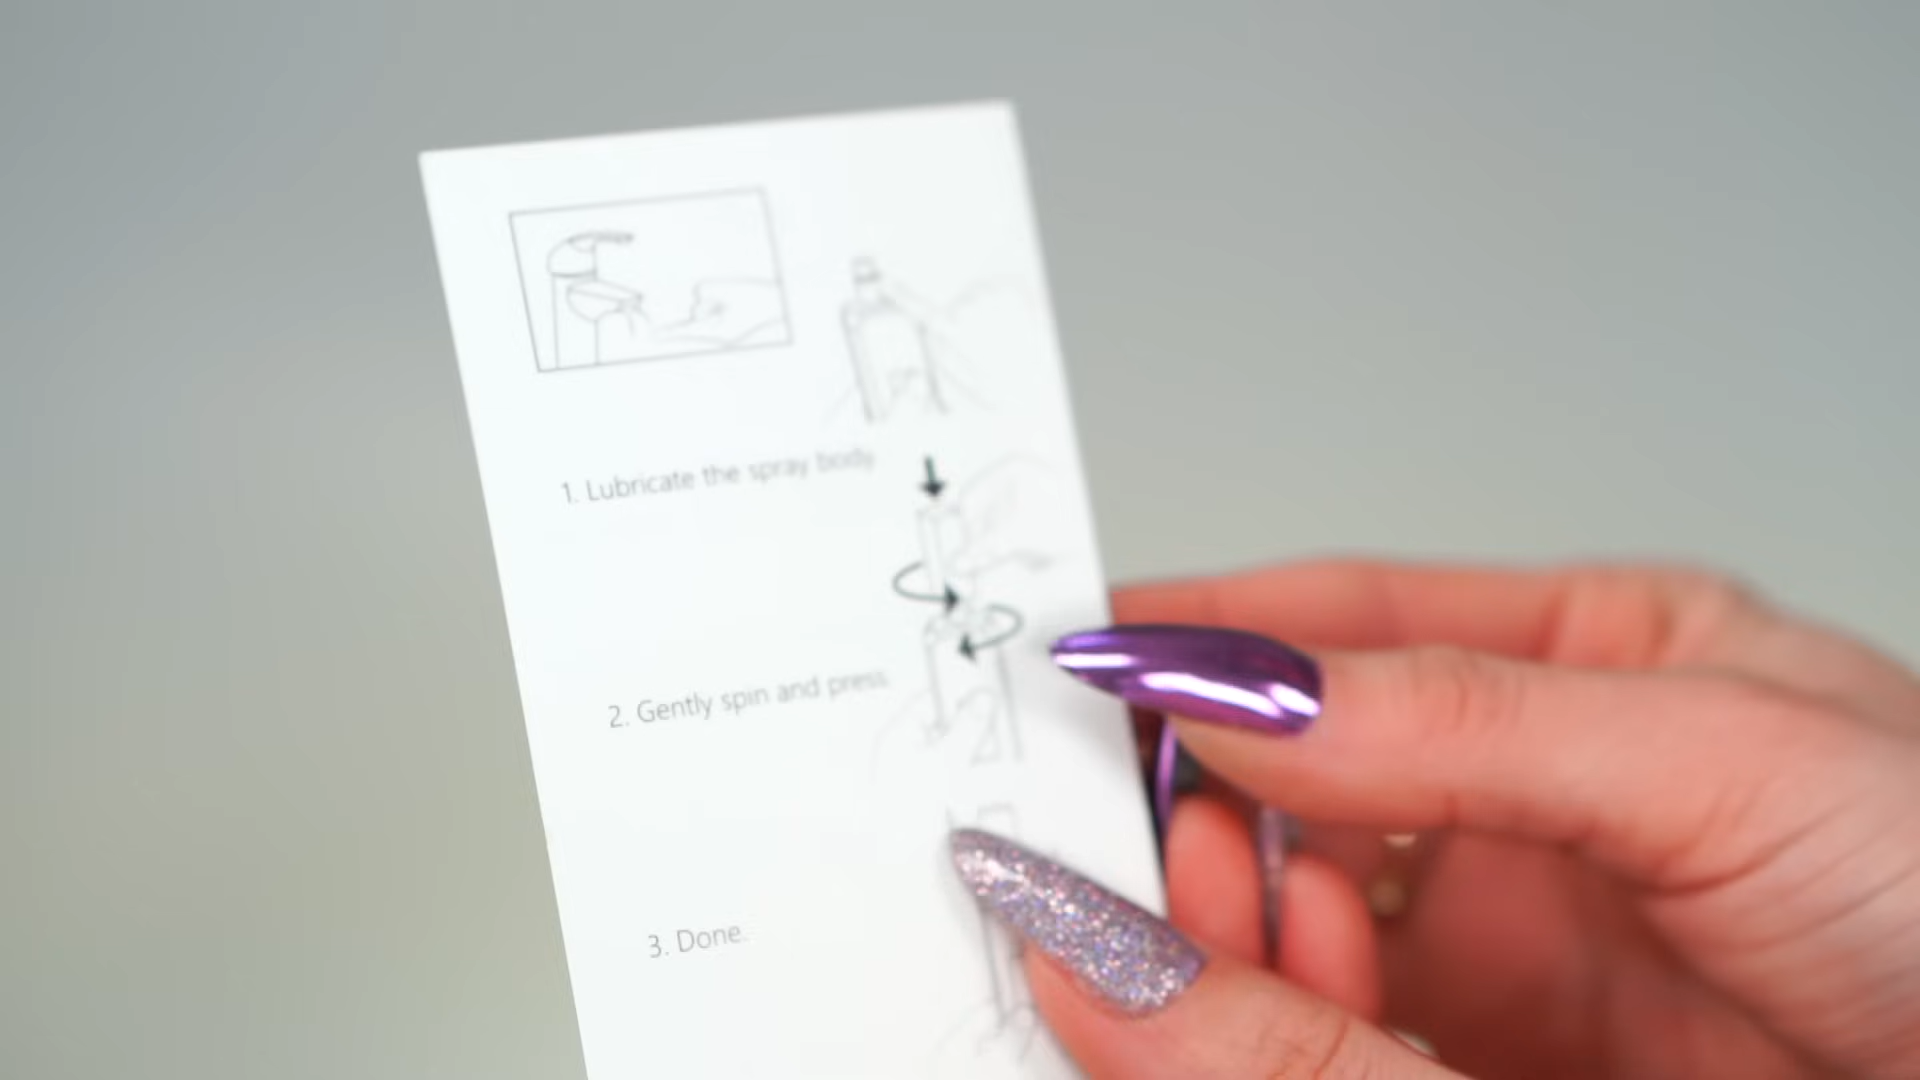 1. Lubricate the spray body
2. Gently spin and press
3. Done.